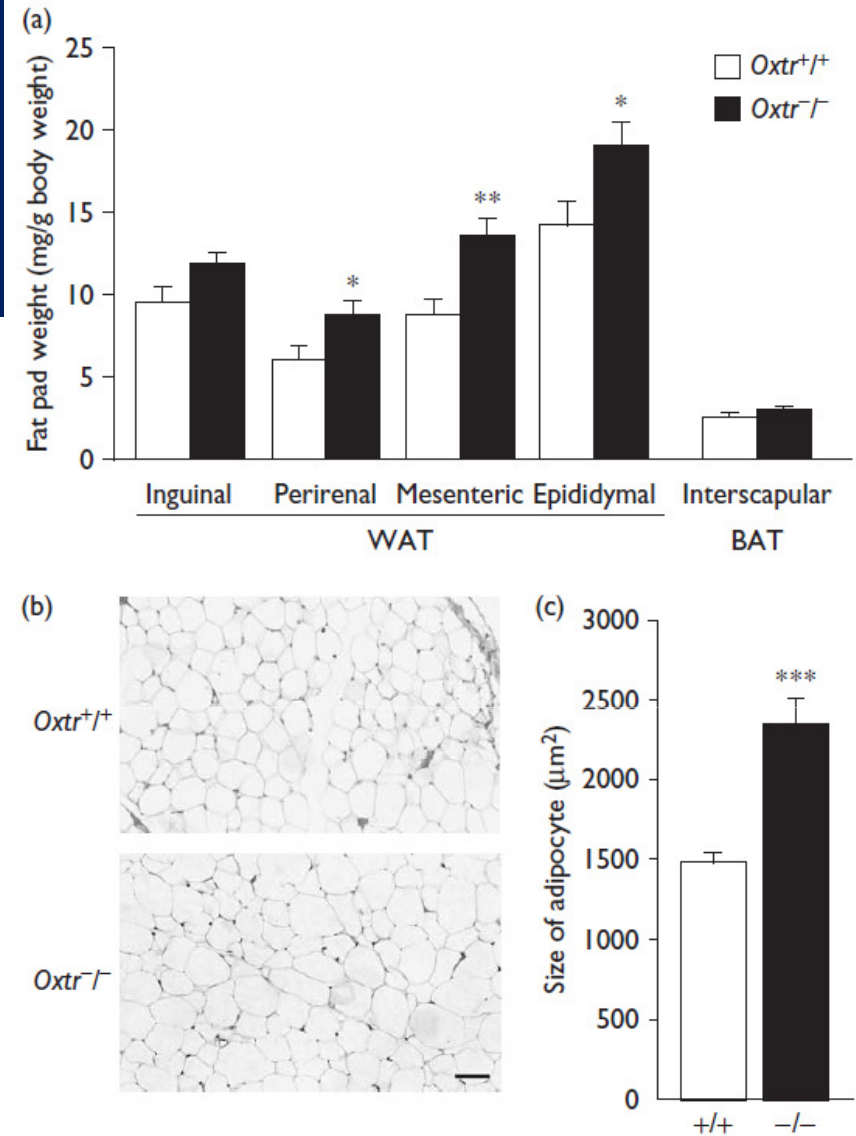 (a)
Fat pad weight (mg/g body weight)
25
20
15
10
5
0
Oxtr⁺/⁺
Oxtr⁻/⁻
*
**
*
Inguinal Perirenal Mesenteric Epididymal Interscapular
WAT BAT
(b)
Oxtr⁺/⁺
Oxtr⁻/⁻
(c)
Size of adipocyte (μm²)
3000
2500
2000
1500
1000
500
0
***
+/+ −/−